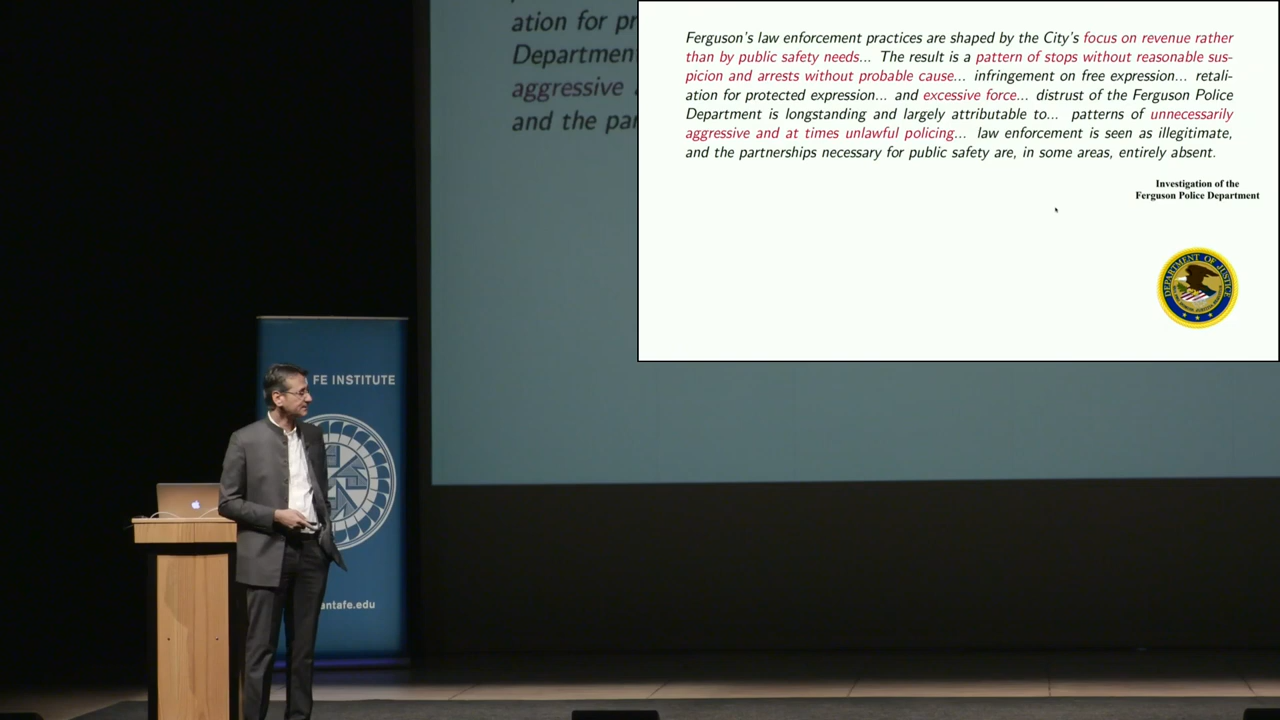 ation for pr
Department
aggressive a
and the par
Ferguson's law enforcement practices are shaped by the City's focus on revenue rather
than by public safety needs... The result is a pattern of stops without reasonable sus-
picion and arrests without probable cause... infringement on free expression... retali-
ation for protected expression... and excessive force... distrust of the Ferguson Police
Department is longstanding and largely attributable to... patterns of unnecessarily
aggressive and at times unlawful policing... law enforcement is seen as illegitimate,
and the partnerships necessary for public safety are, in some areas, entirely absent.
Investigation of the
Ferguson Police Department
DEPARTMENT OF JUSTICE
FE INSTITUTE
antafe.edu